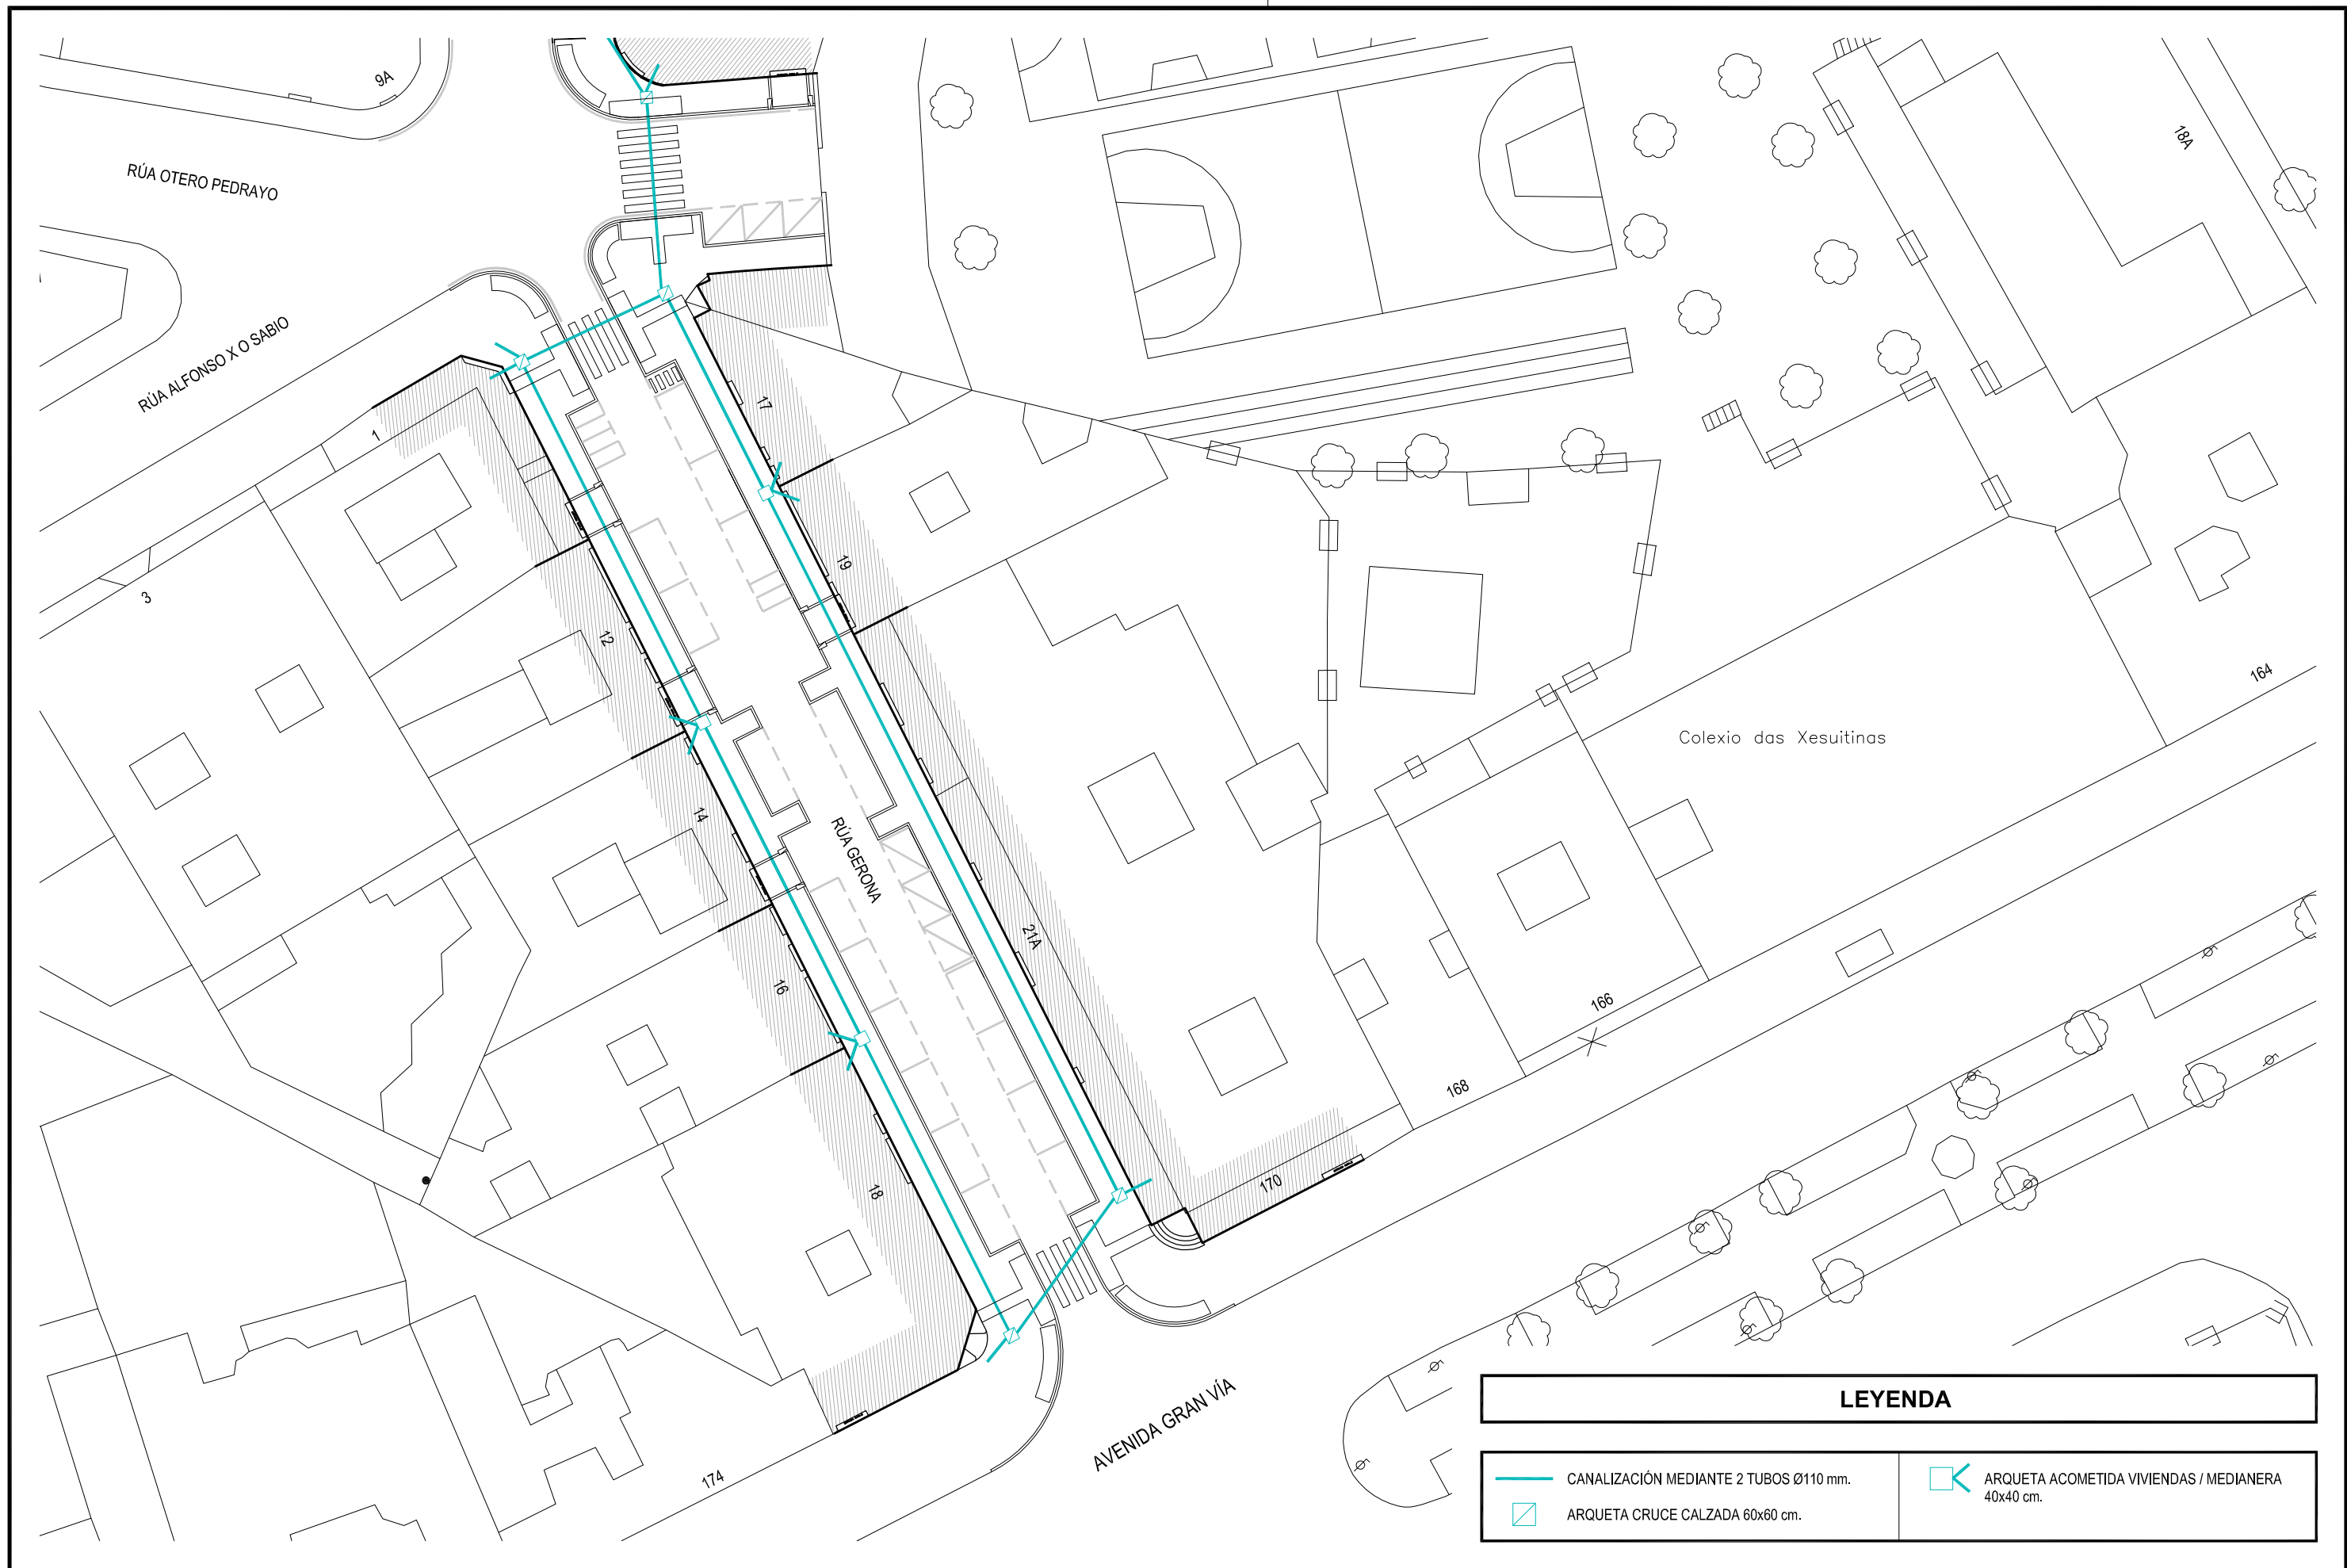 9A
RÚA OTERO PEDRAYO
18A
RÚA ALFONSO X O SABIO
17
1
19
3
12
164
Colexio das Xesuitinas
14
RÚA GERONA
21A
16
166
168
18
170
AVENIDA GRAN VÍA
174
LEYENDA
CANALIZACIÓN MEDIANTE 2 TUBOS Ø110 mm.
ARQUETA CRUCE CALZADA 60x60 cm.
ARQUETA ACOMETIDA VIVIENDAS / MEDIANERA
40x40 cm.